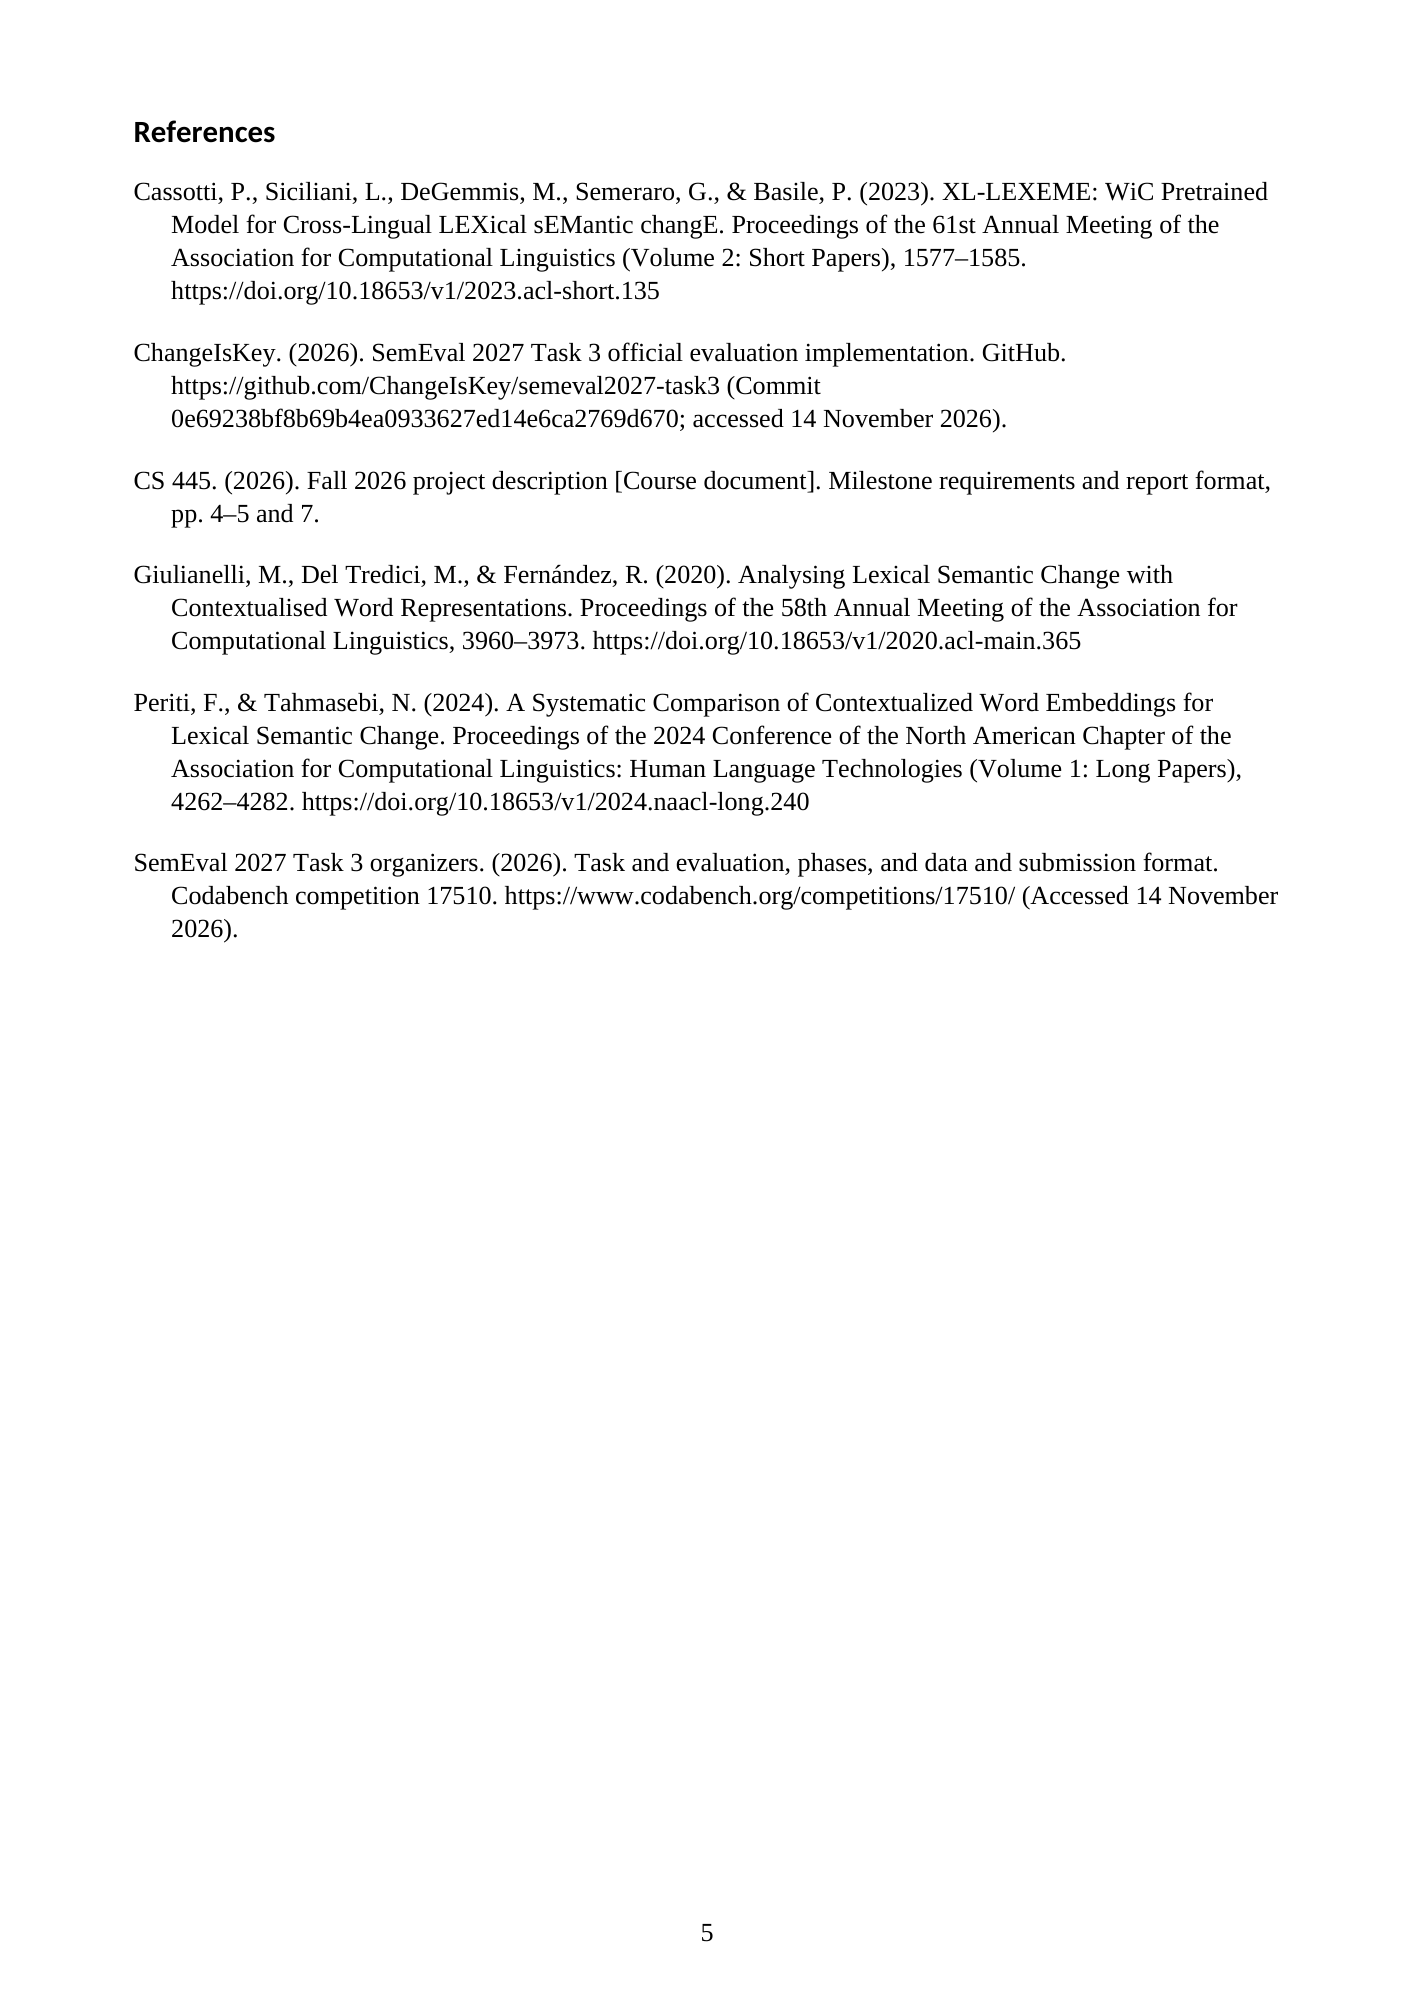 References
Cassotti, P., Siciliani, L., DeGemmis, M., Semeraro, G., & Basile, P. (2023). XL-LEXEME: WiC Pretrained
Model for Cross-Lingual LEXical sEMantic changE. Proceedings of the 61st Annual Meeting of the
Association for Computational Linguistics (Volume 2: Short Papers), 1577–1585.
https://doi.org/10.18653/v1/2023.acl-short.135
ChangeIsKey. (2026). SemEval 2027 Task 3 official evaluation implementation. GitHub.
https://github.com/ChangeIsKey/semeval2027-task3 (Commit
0e69238bf8b69b4ea0933627ed14e6ca2769d670; accessed 14 November 2026).
CS 445. (2026). Fall 2026 project description [Course document]. Milestone requirements and report format,
pp. 4–5 and 7.
Giulianelli, M., Del Tredici, M., & Fernández, R. (2020). Analysing Lexical Semantic Change with
Contextualised Word Representations. Proceedings of the 58th Annual Meeting of the Association for
Computational Linguistics, 3960–3973. https://doi.org/10.18653/v1/2020.acl-main.365
Periti, F., & Tahmasebi, N. (2024). A Systematic Comparison of Contextualized Word Embeddings for
Lexical Semantic Change. Proceedings of the 2024 Conference of the North American Chapter of the
Association for Computational Linguistics: Human Language Technologies (Volume 1: Long Papers),
4262–4282. https://doi.org/10.18653/v1/2024.naacl-long.240
SemEval 2027 Task 3 organizers. (2026). Task and evaluation, phases, and data and submission format.
Codabench competition 17510. https://www.codabench.org/competitions/17510/ (Accessed 14 November
2026).
5